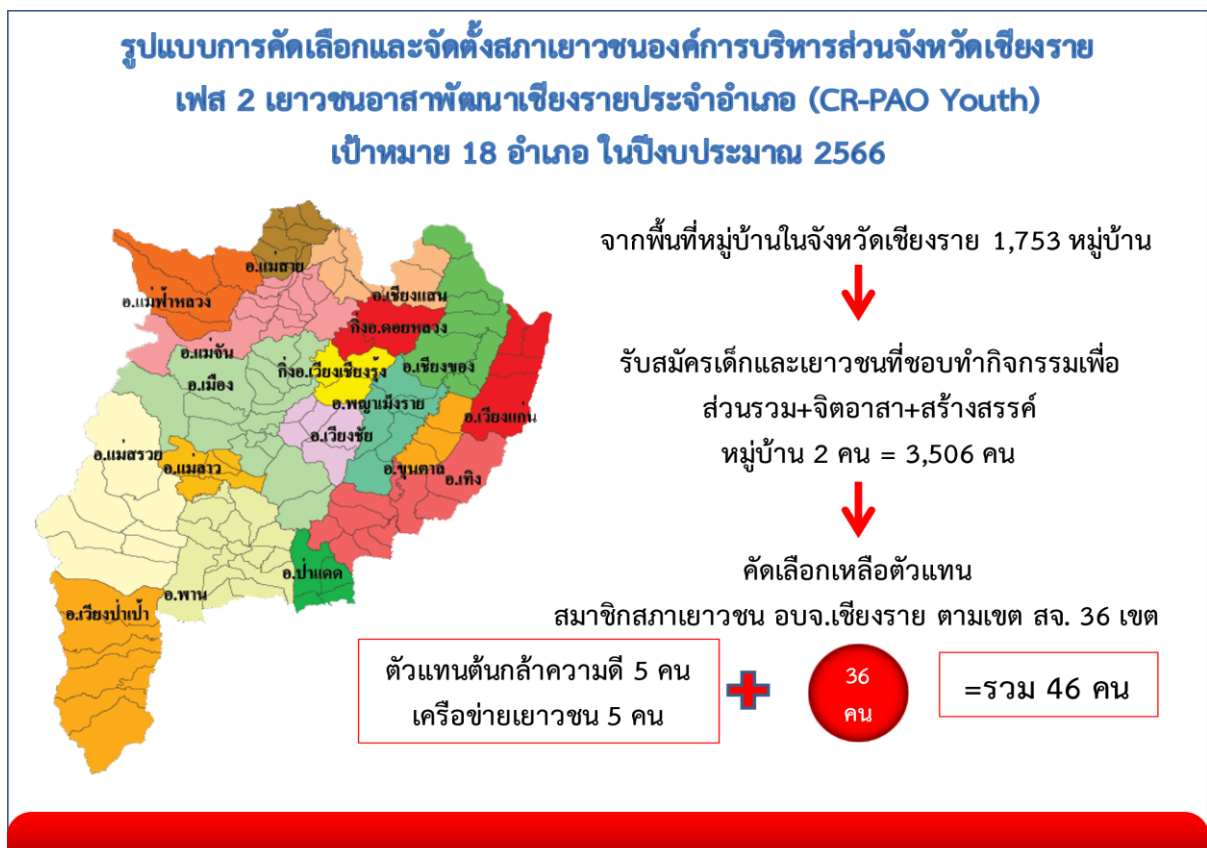 รูปแบบการคัดเลือกและจัดตั้งสภาเยาวชนองค์การบริหารส่วนจังหวัดเชียงราย
เฟส 2 เยาวชนอาสาพัฒนาเชียงรายประจำอำเภอ (CR-PAO Youth)
เป้าหมาย 18 อำเภอ ในปีงบประมาณ 2566
อ.แม่สาย
อ.แม่ฟ้าหลวง
อ.เชียงแสน
กิ่งอ.ดอยหลวง
อ.แม่จัน
อ.เมือง
กิ่งอ.เวียงเชียงรุ้ง
อ.เชียงของ
อ.พญาเม็งราย
อ.เวียงแก่น
อ.เวียงชัย
อ.แม่สรวย
อ.แม่ลาว
อ.ขุนตาล
อ.เทิง
อ.ป่าแดด
อ.พาน
อ.เวียงป่าเป้า
จากพื้นที่หมู่บ้านในจังหวัดเชียงราย 1,753 หมู่บ้าน
รับสมัครเด็กและเยาวชนที่ชอบทำกิจกรรมเพื่อ
ส่วนรวม+จิตอาสา+สร้างสรรค์
หมู่บ้าน 2 คน = 3,506 คน
คัดเลือกเหลือตัวแทน
สมาชิกสภาเยาวชน อบจ.เชียงราย ตามเขต สจ. 36 เขต
ตัวแทนต้นกล้าความดี 5 คน
เครือข่ายเยาวชน 5 คน
36
คน
=รวม 46 คน